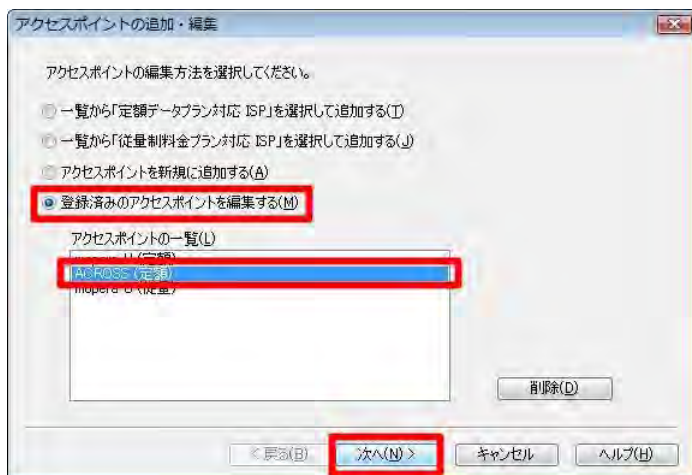 アクセスポイントの追加・編集
アクセスポイントの編集方法を選択してください。
一覧から「定額データプラン対応 ISP」を選択して追加する(T)
一覧から「従量制料金プラン対応 ISP」を選択して追加する(J)
アクセスポイントを新規に追加する(A)
登録済みのアクセスポイントを編集する(M)
アクセスポイントの一覧(L)
mopera U (定額)
ACROSS (定額)
mopera U (従量)
削除(D)
< 戻る(B) 次へ(N) > キャンセル ヘルプ(H)